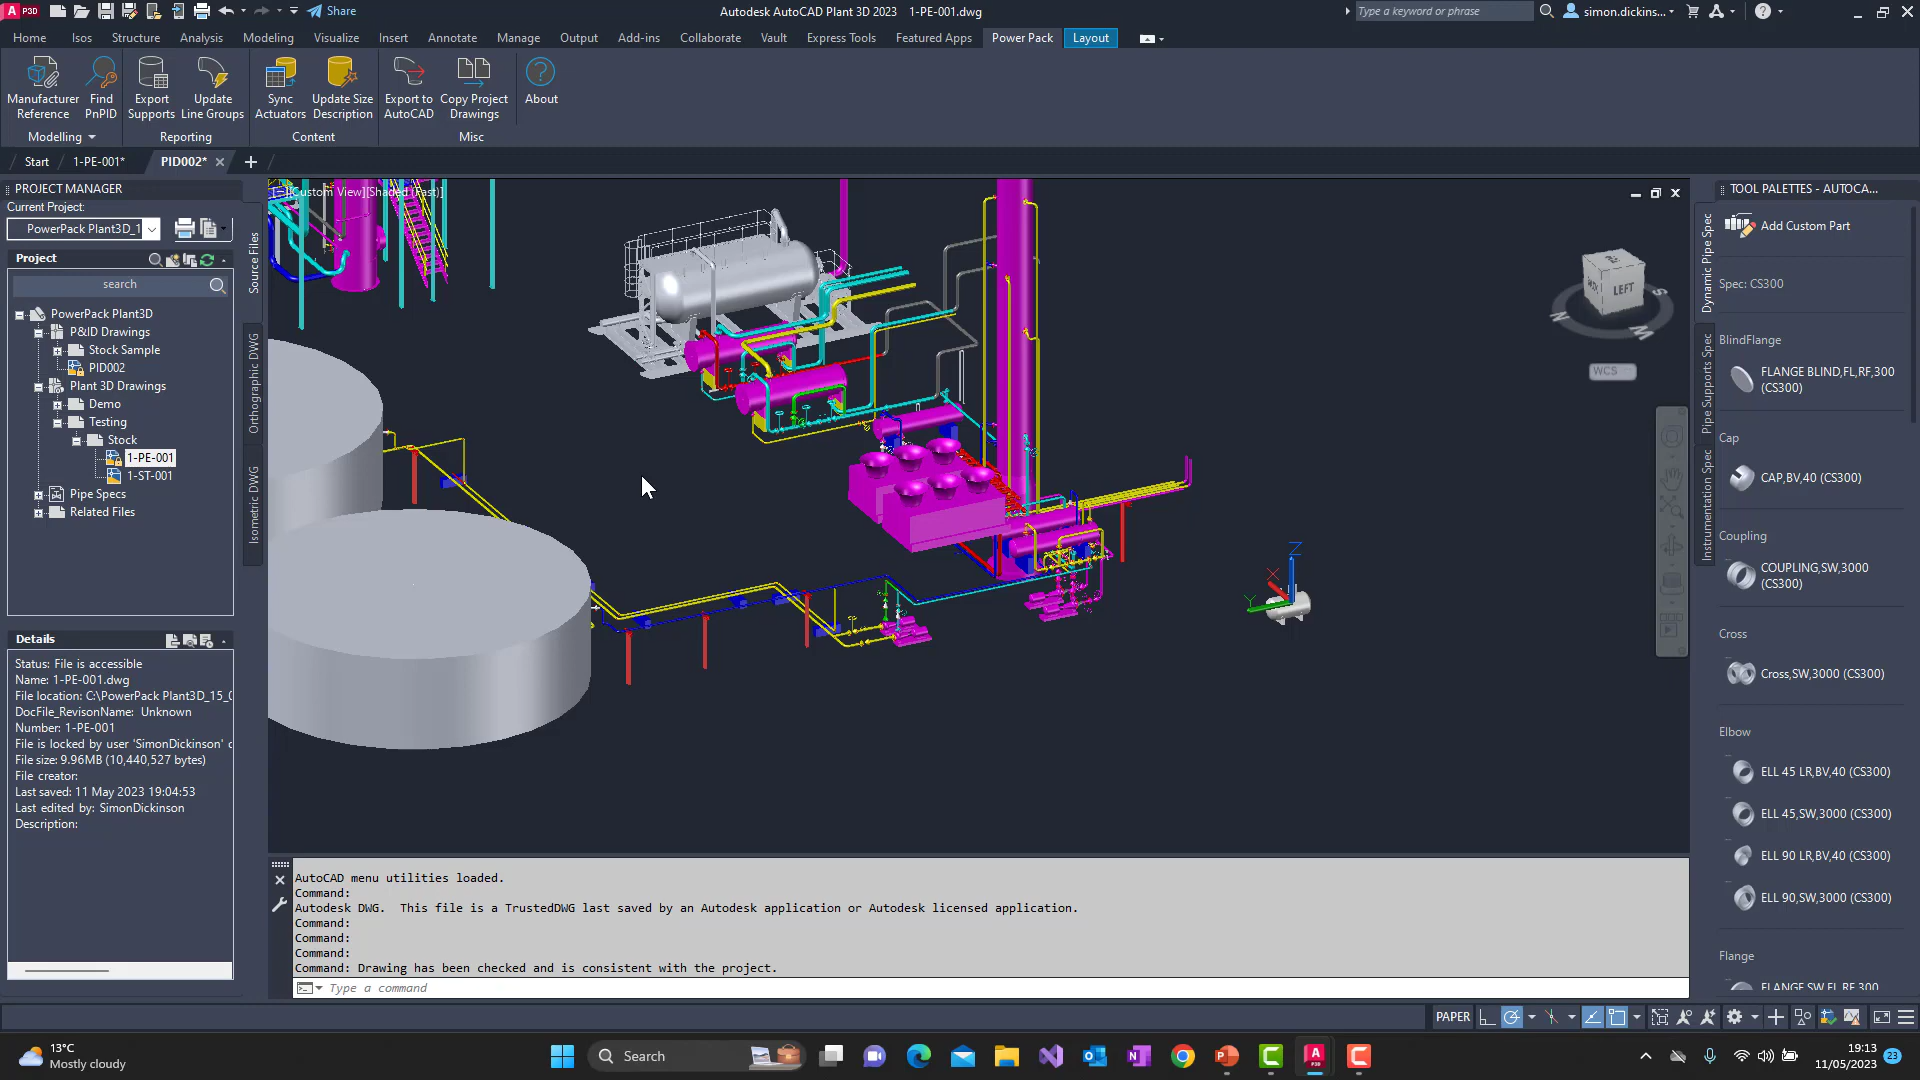 P3D
Share
Autodesk AutoCAD Plant 3D 2023 1-PE-001.dwg
Type a keyword or phrase
simon.dickins...
Home Isos Structure Analysis Modeling Visualize Insert Annotate Manage Output Add-ins Collaborate Vault Express Tools Featured Apps Power Pack Layout
Manufacturer Reference
Find PnPID
Export Supports
Update Line Groups
Sync Actuators
Update Size Description
Export to AutoCAD
Copy Project Drawings
About
Modelling Reporting Content Misc
Start 1-PE-001* PID002*
PROJECT MANAGER
Current Project:
PowerPack Plant3D_1
Project
search
PowerPack Plant3D
P&ID Drawings
Stock Sample
PID002
Plant 3D Drawings
Demo
Testing
Stock
1-PE-001
1-ST-001
Pipe Specs
Related Files
Source Files
Orthographic DWG
Isometric DWG
Details
Status: File is accessible
Name: 1-PE-001.dwg
File location: C:\PowerPack Plant3D_15_0
DocFile_RevisonName: Unknown
Number: 1-PE-001
File is locked by user 'SimonDickinson'
File size: 9.96MB (10,440,527 bytes)
File creator:
Last saved: 11 May 2023 19:04:53
Last edited by: SimonDickinson
Description:
[Custom View][Shaded (Fast)]
LEFT
S
N
WCS
Z
X
Y
AutoCAD menu utilities loaded.
Command:
Autodesk DWG. This file is a TrustedDWG last saved by an Autodesk application or Autodesk licensed application.
Command:
Command:
Command:
Command: Drawing has been checked and is consistent with the project.
Type a command
TOOL PALETTES - AUTOCA...
Dynamic Pipe Spec
Pipe Supports Spec
Instrumentation Spec
Add Custom Part
Spec: CS300
BlindFlange
FLANGE BLIND,FL,RF,300
(CS300)
Cap
CAP,BV,40 (CS300)
Coupling
COUPLING,SW,3000
(CS300)
Cross
Cross,SW,3000 (CS300)
Elbow
ELL 45 LR,BV,40 (CS300)
ELL 45,SW,3000 (CS300)
ELL 90 LR,BV,40 (CS300)
ELL 90,SW,3000 (CS300)
Flange
FLANGE SW,FL,RF,300
PAPER
13°C
Mostly cloudy
Search
19:13
11/05/2023
23